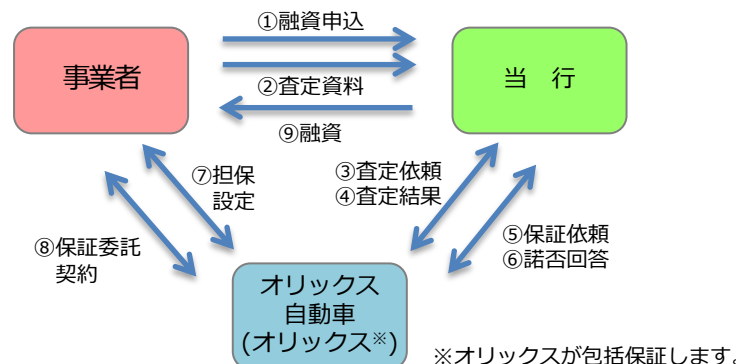 ①融資申込
事業者
当　行
②査定資料
⑨融資
⑦担保
設定
③査定依頼
④査定結果
⑧保証委託
契約
⑤保証依頼
⑥諾否回答
オリックス
自動車
(オリックス※)
※オリックスが包括保証します。